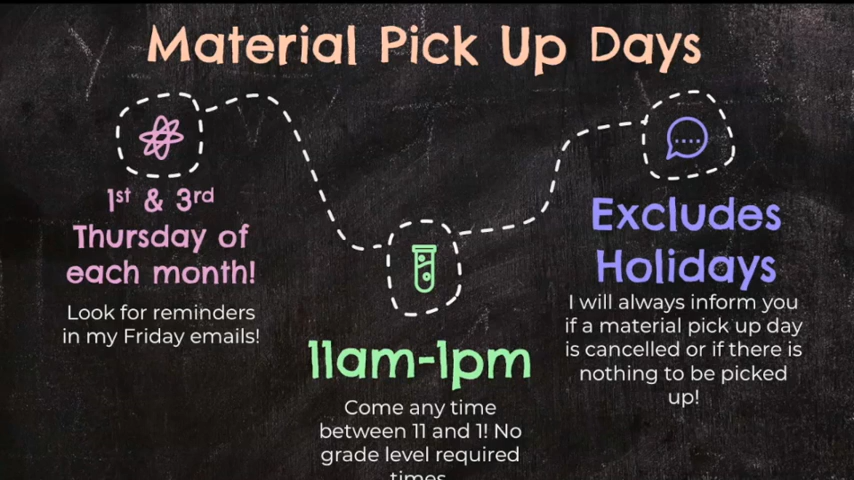 Material Pick Up Days
1st & 3rd
Thursday of
each month!
Look for reminders
in my Friday emails!
11am-1pm
Come any time
between 11 and 1! No
grade level required
times
Excludes
Holidays
I will always inform you
if a material pick up day
is cancelled or if there is
nothing to be picked
up!